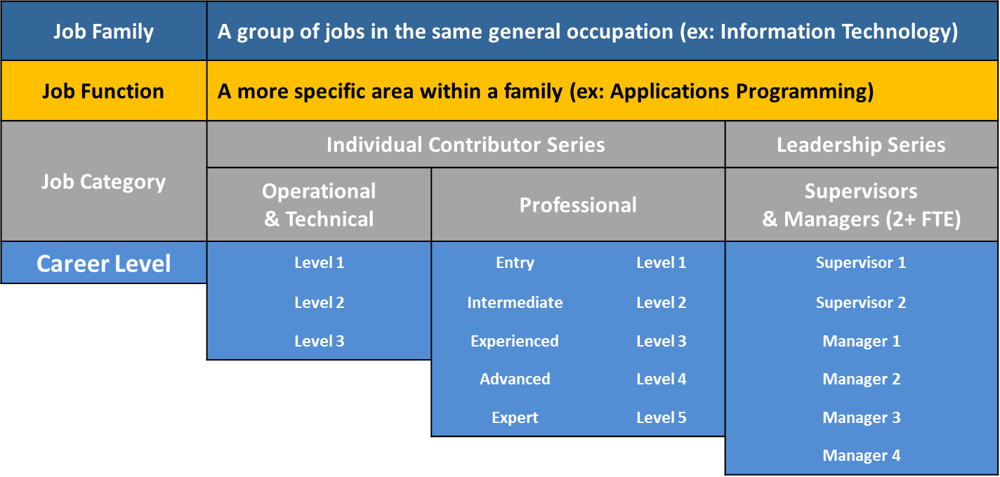 Job Family
A group of jobs in the same general occupation (ex: Information Technology)
Job Function
A more specific area within a family (ex: Applications Programming)
Job Category
Individual Contributor Series
Leadership Series
Operational
& Technical
Professional
Supervisors
& Managers (2+ FTE)
Career Level
Level 1
Entry
Level 1
Supervisor 1
Level 2
Intermediate
Level 2
Supervisor 2
Level 3
Experienced
Level 3
Manager 1
Advanced
Level 4
Manager 2
Expert
Level 5
Manager 3
Manager 4